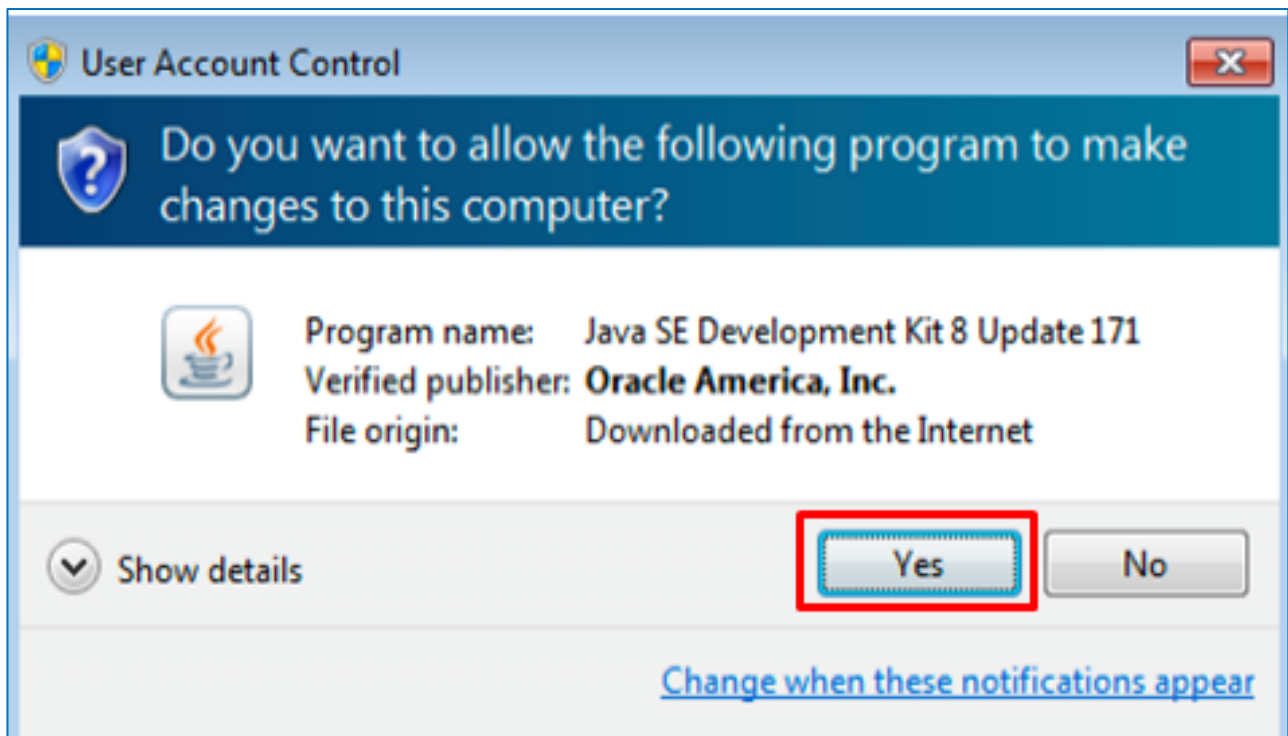 User Account Control
Do you want to allow the following program to make
changes to this computer?
Program name: Java SE Development Kit 8 Update 171
Verified publisher: Oracle America, Inc.
File origin: Downloaded from the Internet
Show details Yes No
Change when these notifications appear